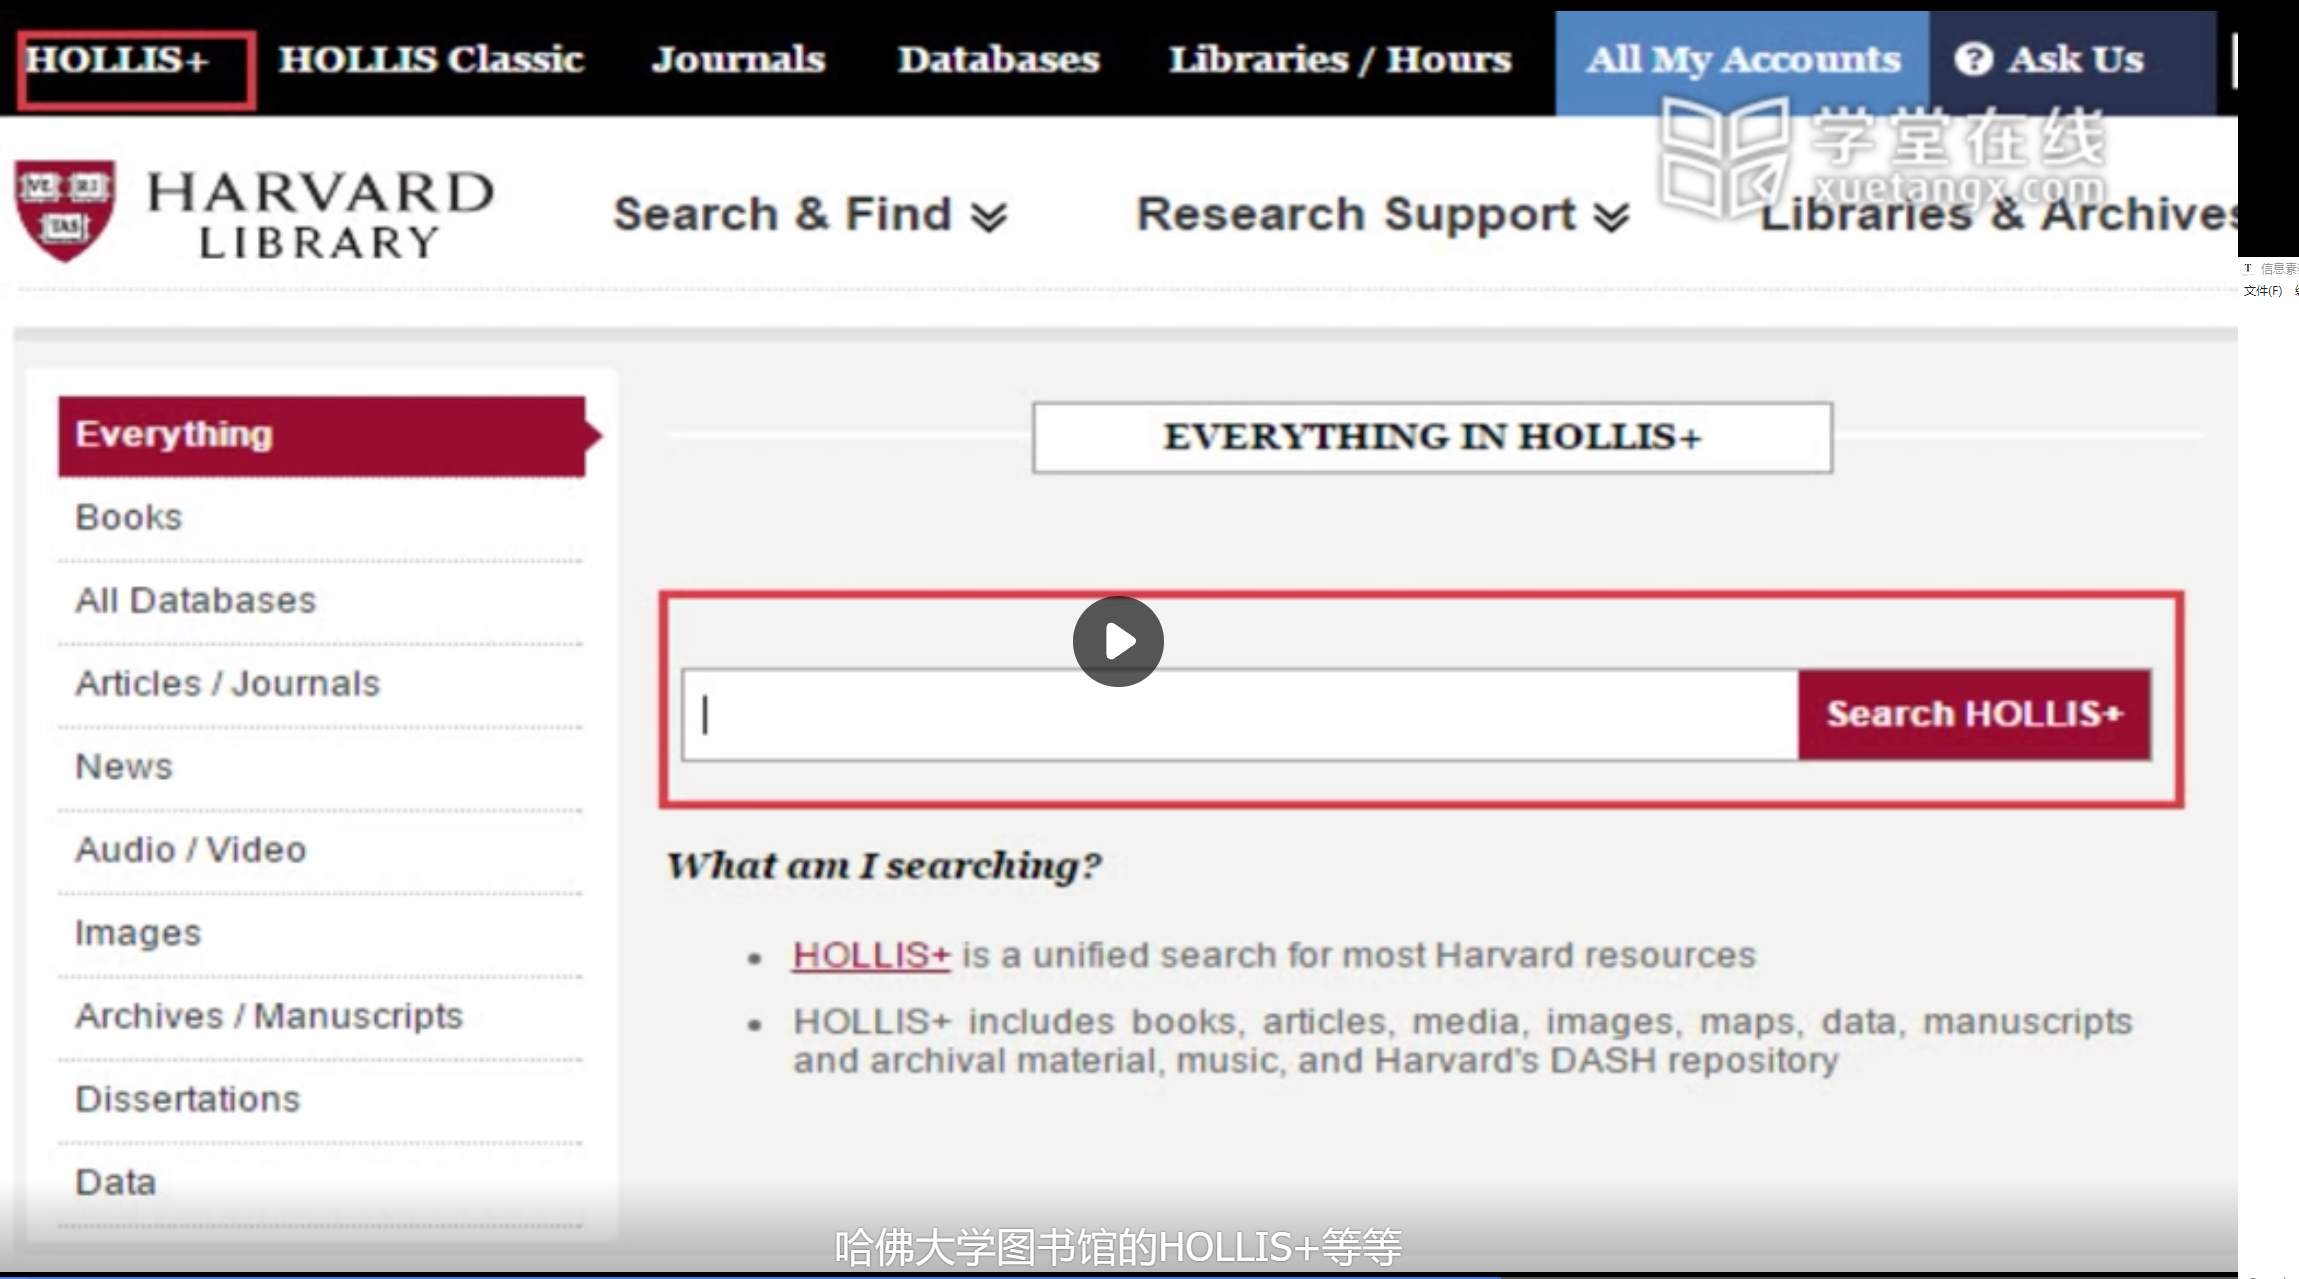 HOLLIS+ HOLLIS Classic Journals Databases Libraries / Hours All My Accounts ? Ask Us
学堂在线
xuetangx.com
VE RI TAS
HARVARD
LIBRARY
Search & Find Research Support Libraries & Archives
信息素
文件(F)
Everything
Books
All Databases
Articles / Journals
News
Audio / Video
Images
Archives / Manuscripts
Dissertations
Data
EVERYTHING IN HOLLIS+
Search HOLLIS+
What am I searching?
• HOLLIS+ is a unified search for most Harvard resources
• HOLLIS+ includes books, articles, media, images, maps, data, manuscripts
and archival material, music, and Harvard's DASH repository
哈佛大学图书馆的HOLLIS+等等